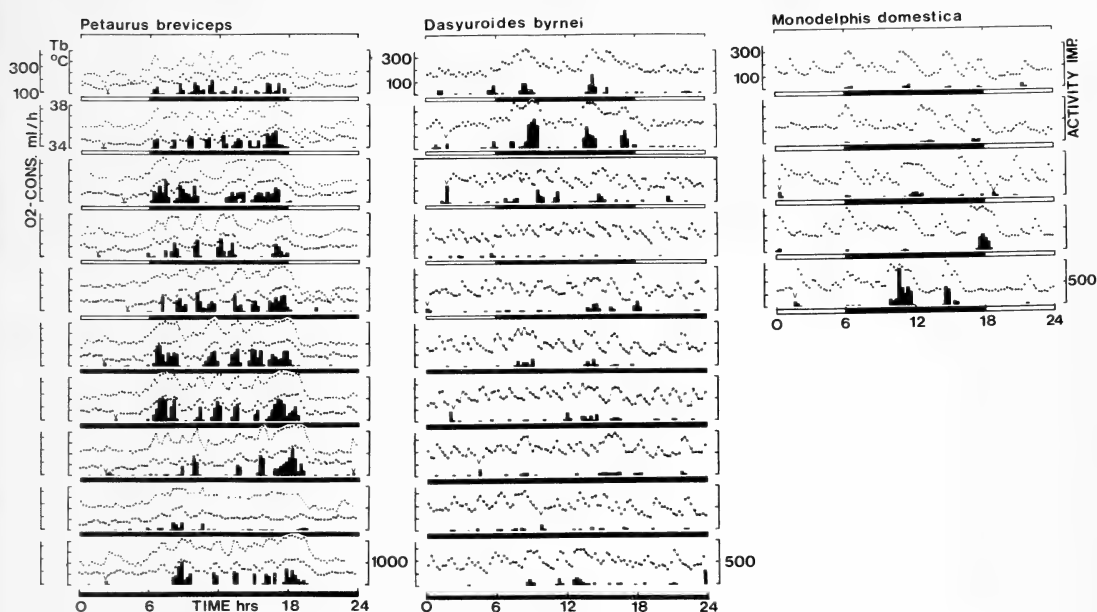 Petaurus breviceps
Dasyuroides byrnei
Monodelphis domestica
Tb
°C
300
100
300
100
300
100
38
34
ml/h
O2-CONS.
ACTIVITY IMP.
500
0 6 12 18 24
1000
500
0 6 TIME hrs 18 24
0 6 12 18 24